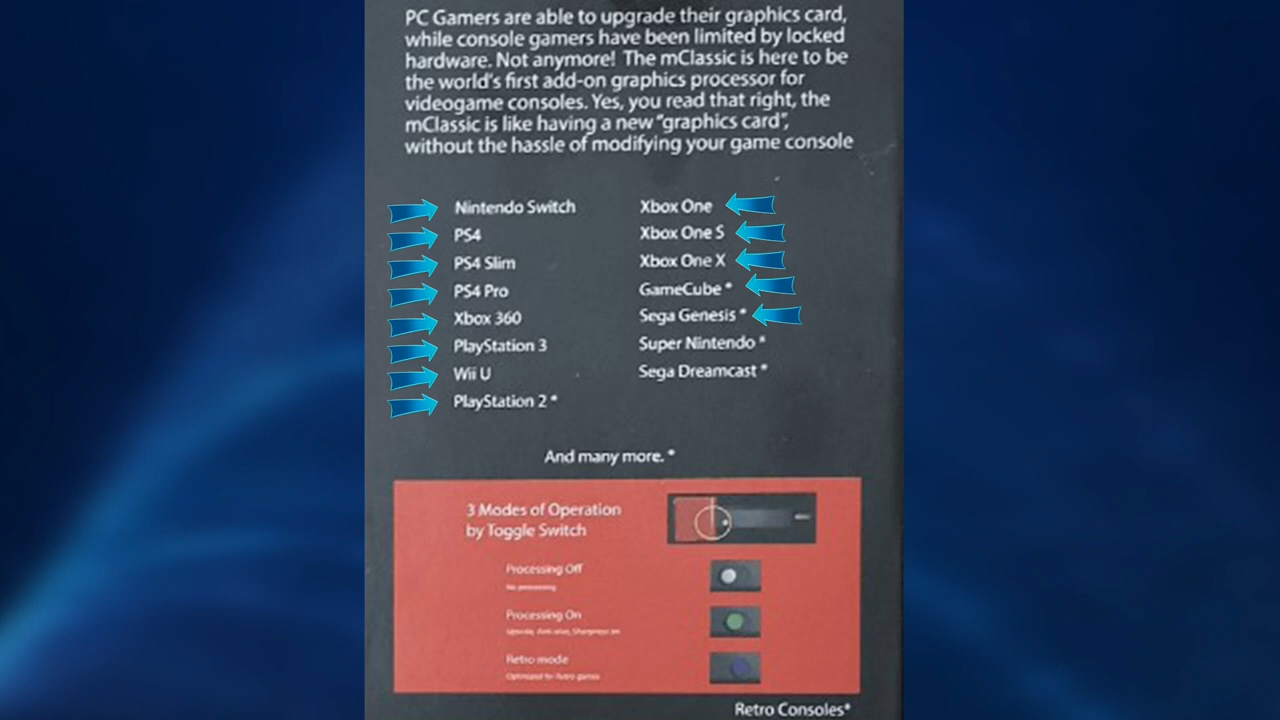 PC Gamers are able to upgrade their graphics card,
while console gamers have been limited by locked
hardware. Not anymore! The mClassic is here to be
the world's first add-on graphics processor for
videogame consoles. Yes, you read that right, the
mClassic is like having a new "graphics card",
without the hassle of modifying your game console
Nintendo Switch
PS4
PS4 Slim
PS4 Pro
Xbox 360
PlayStation 3
Wii U
PlayStation 2 *
Xbox One
Xbox One S
Xbox One X
GameCube *
Sega Genesis *
Super Nintendo *
Sega Dreamcast *
And many more. *
3 Modes of Operation
by Toggle Switch
Processing Off
No processing
Processing On
Upscale, Anti-alias, Sharpness on
Retro mode
Optimized for Retro games
Retro Consoles*